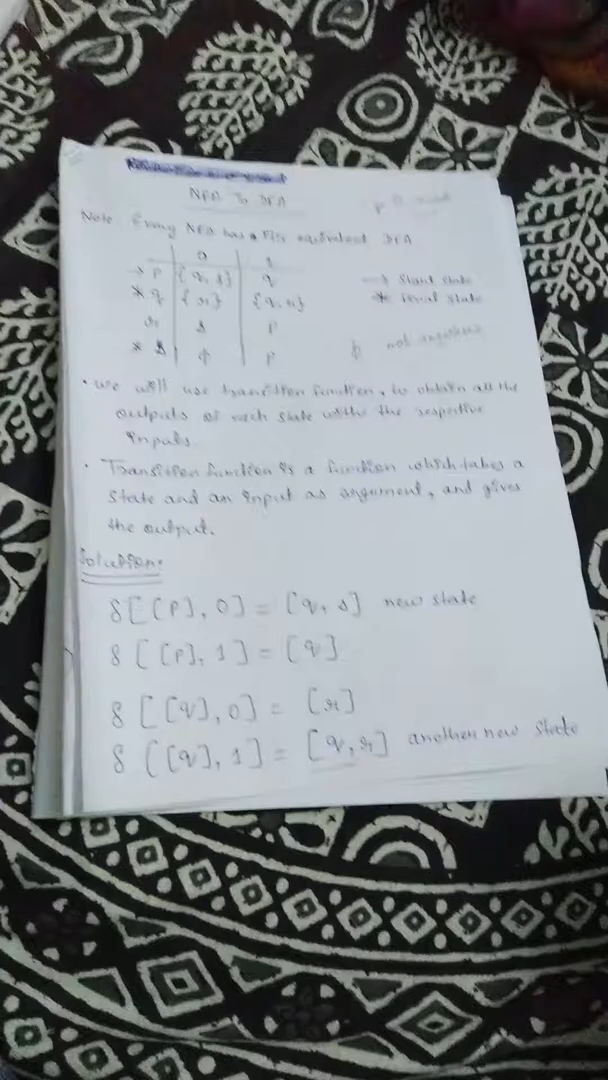 NFA To DFA
Note: Every NFA has a its equivalent DFA
0 1
→ p {q, s} q → Start state
* q {r} {q, r} * Final state
r s p
* s ϕ p ϕ not anywhere
• We will use transition function, to obtain all the
outputs of each state withe the respective
inputs.
• Transition function is a function which takes a
state and an input as argument, and gives
the output.
Solution:
δ[[p], 0] = [q, s] new state
δ[[p], 1] = [q]
δ[[q], 0] = [r]
δ[[q], 1] = [q, r] another new state